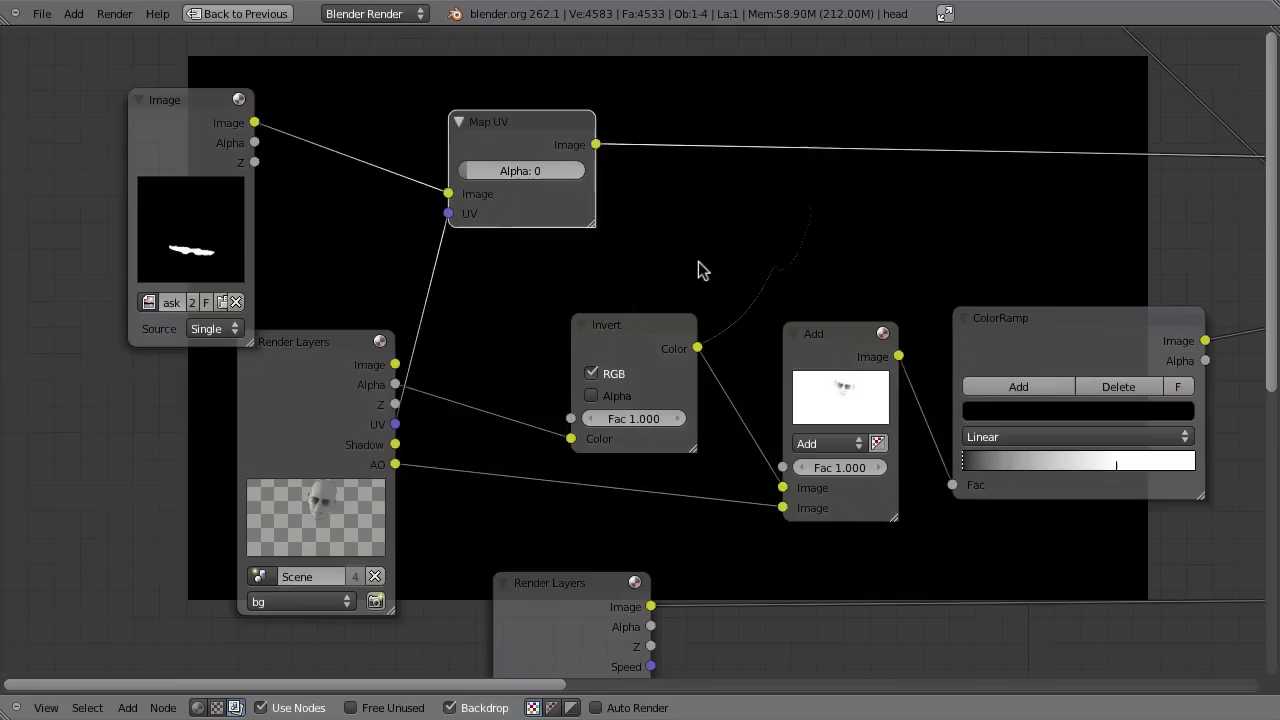 File Add Render Help Back to Previous Blender Render blender.org 262.1 | Ve:4583 | Fa:4533 | Ob:1-4 | La:1 | Mem:58.90M (212.00M) | head
Image
Image
Alpha
Z
ask 2 F
Source Single
Map UV
Image
Alpha: 0
Image
UV
Render Layers
Image
Alpha
Z
UV
Shadow
AO
Scene 4
bg
Invert
Color
RGB
Alpha
Fac 1.000
Color
Add
Image
Add
Fac 1.000
Image
Image
ColorRamp
Image
Alpha
Add Delete F
Linear
Fac
Render Layers
Image
Alpha
Z
Speed
View Select Add Node Use Nodes Free Unused Backdrop Auto Render